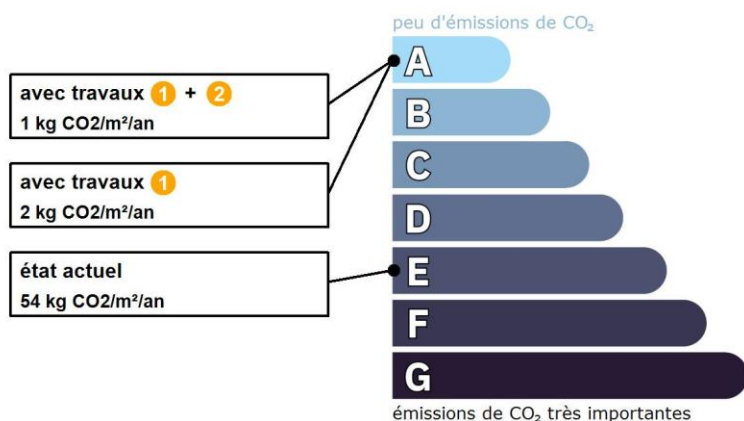 peu d'émissions de CO₂
A
avec travaux 1 + 2
1 kg CO2/m²/an
B
C
avec travaux 1
2 kg CO2/m²/an
D
état actuel
54 kg CO2/m²/an
E
F
G
émissions de CO₂ très importantes